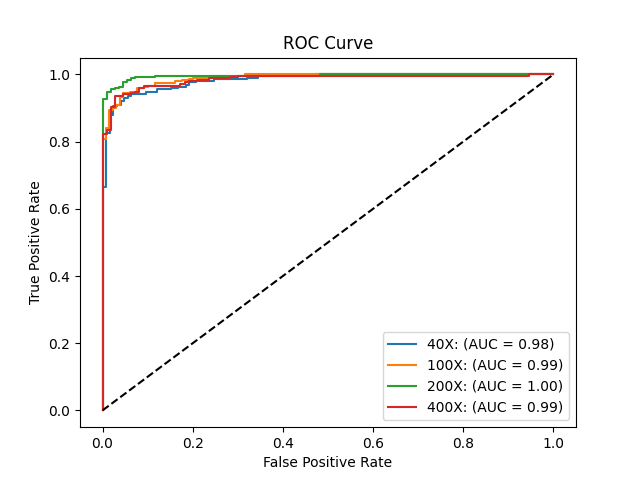 ROC Curve
True Positive Rate
1.0
0.8
0.6
0.4
0.2
0.0
0.0 0.2 0.4 0.6 0.8 1.0
False Positive Rate
40X: (AUC = 0.98)
100X: (AUC = 0.99)
200X: (AUC = 1.00)
400X: (AUC = 0.99)